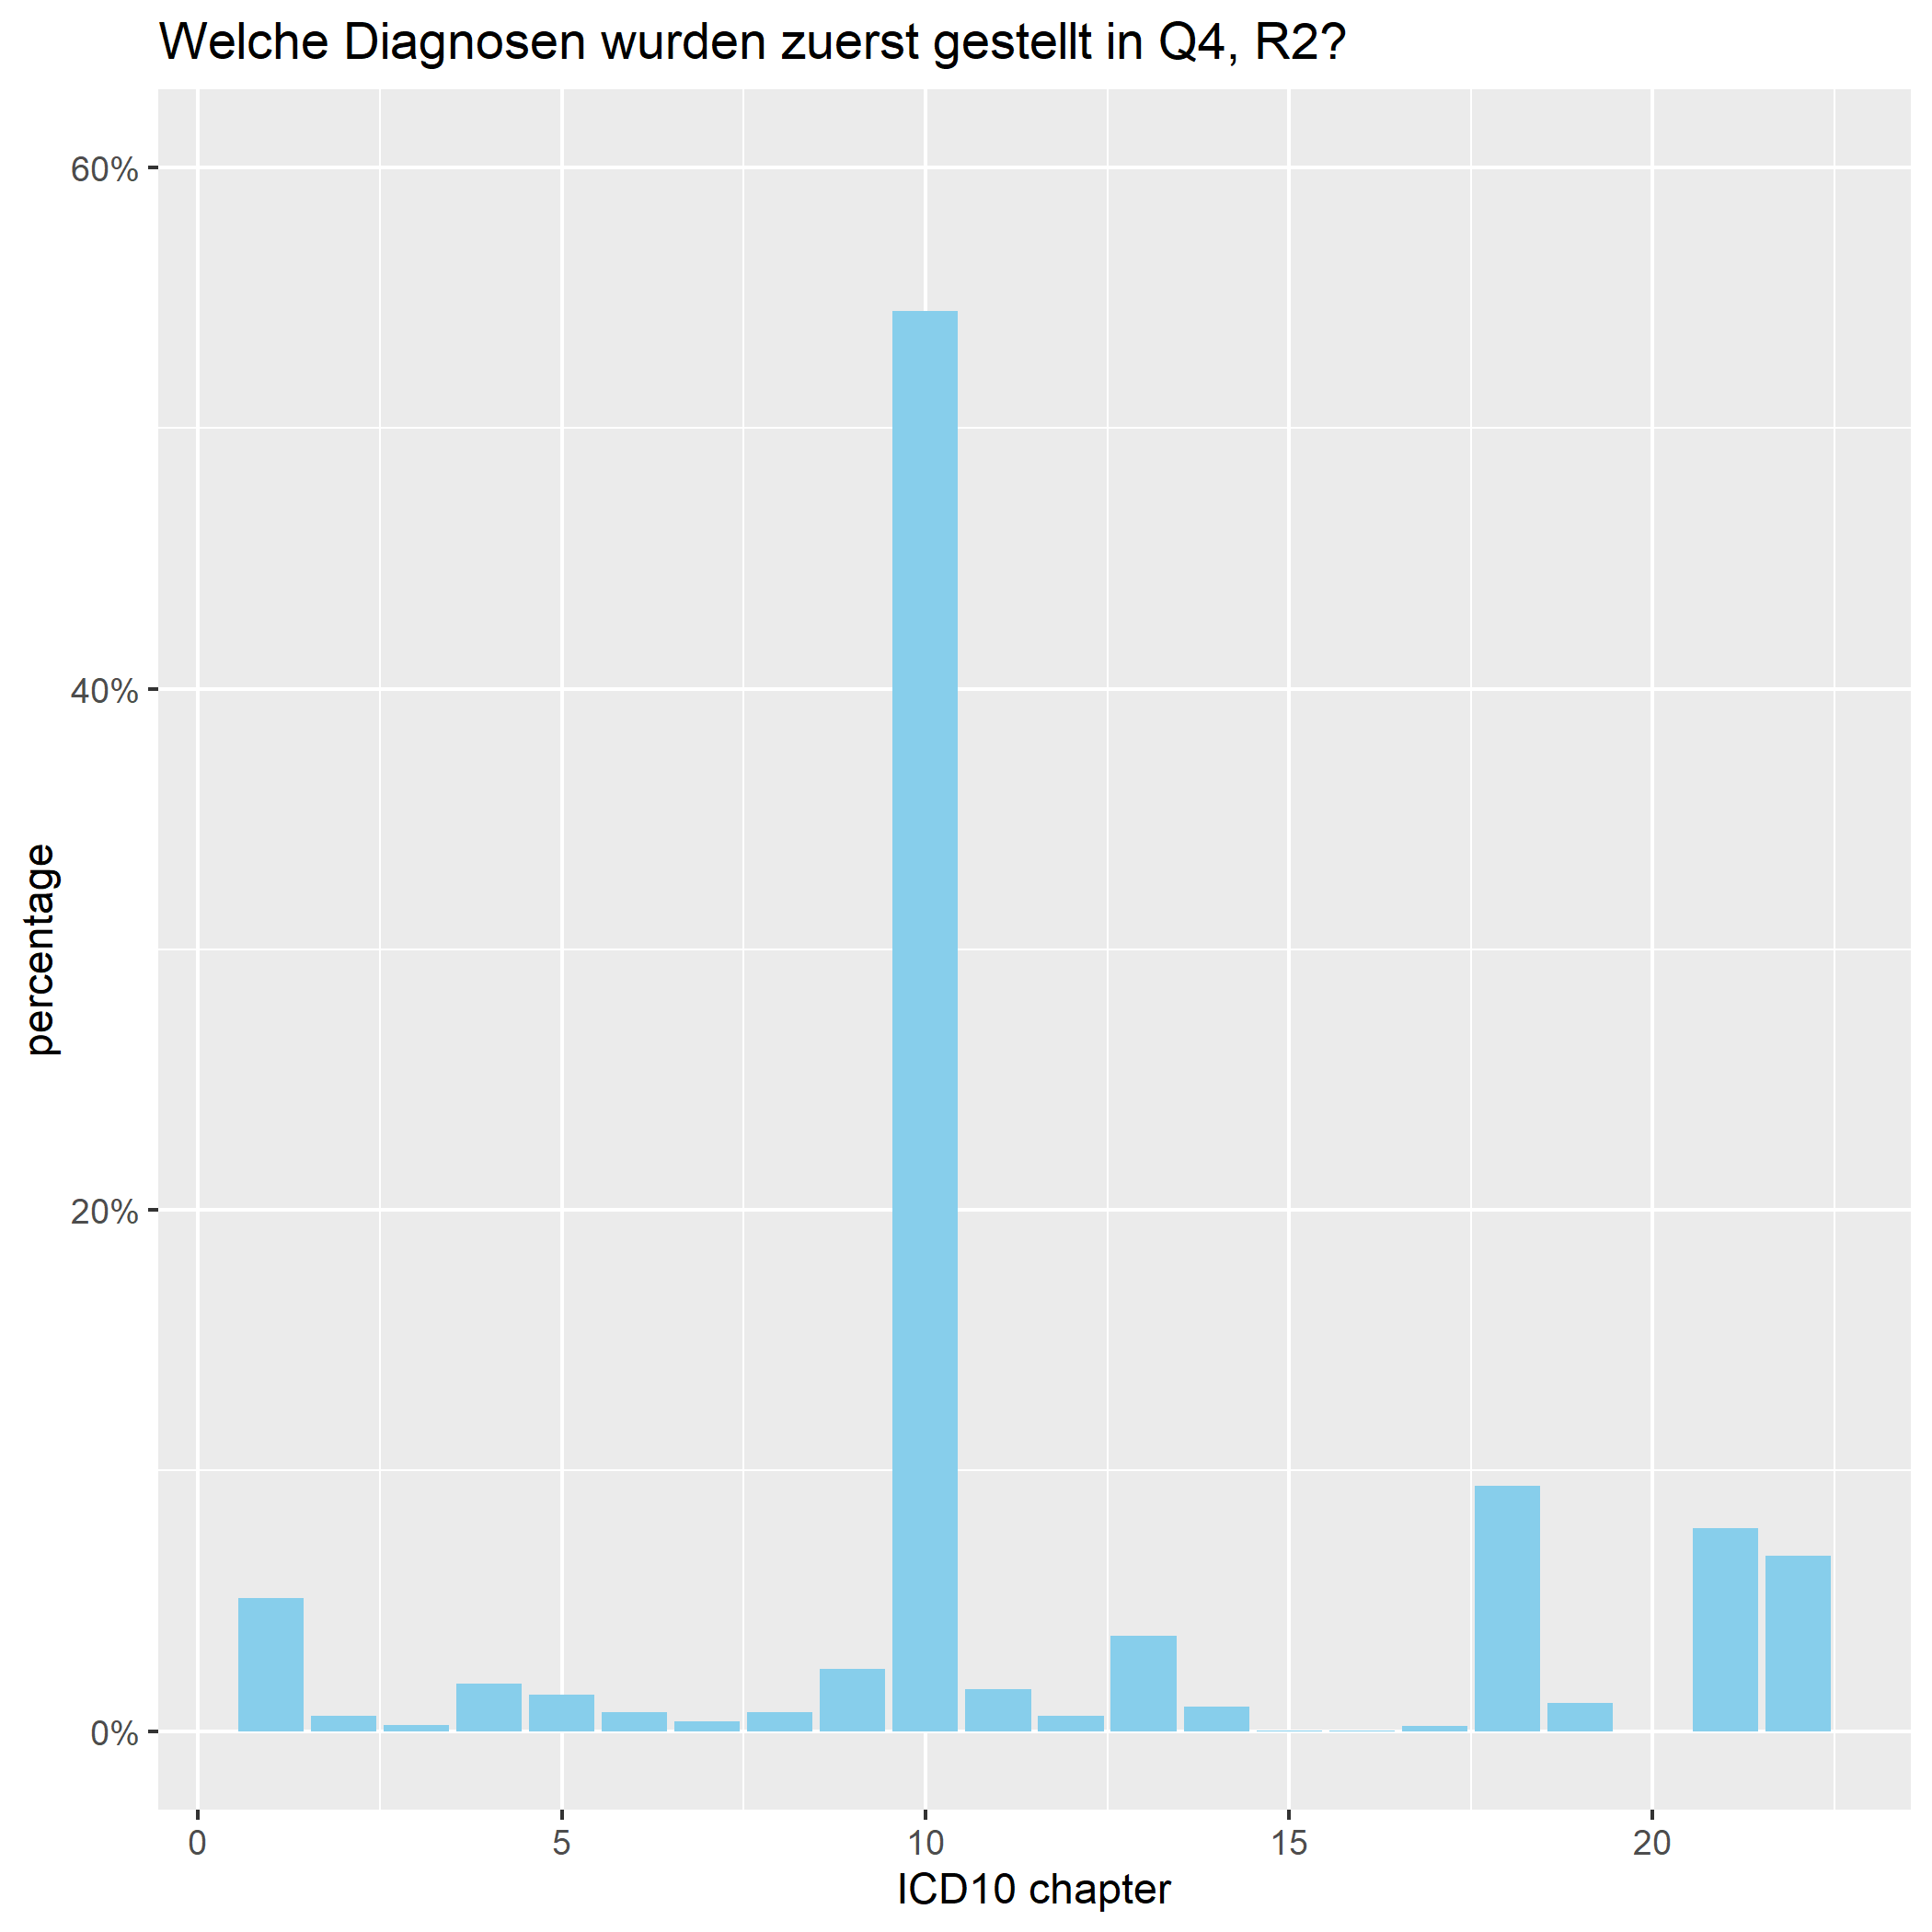 Welche Diagnosen wurden zuerst gestellt in Q4, R2?
60%
40%
20%
0%
percentage
0 5 10 15 20
ICD10 chapter